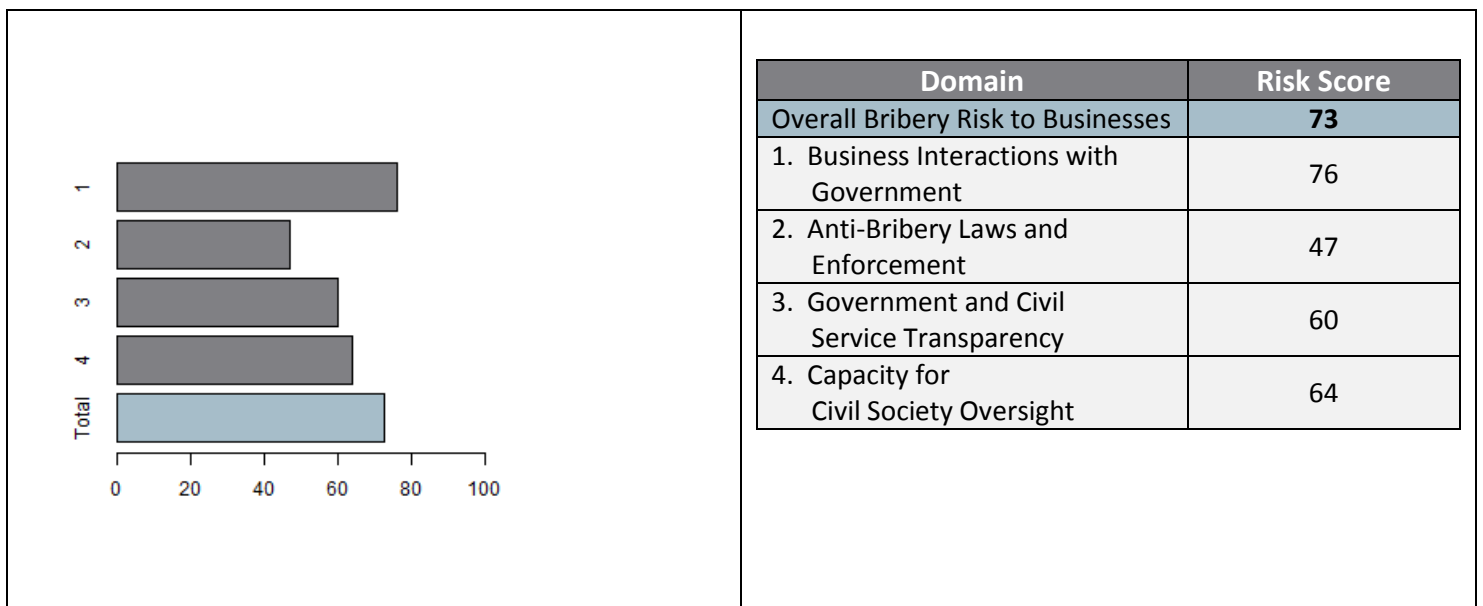 1
2
3
4
Total
0 20 40 60 80 100
Domain Risk Score
Overall Bribery Risk to Businesses 73
1. Business Interactions with
Government 76
2. Anti-Bribery Laws and
Enforcement 47
3. Government and Civil
Service Transparency 60
4. Capacity for
Civil Society Oversight 64